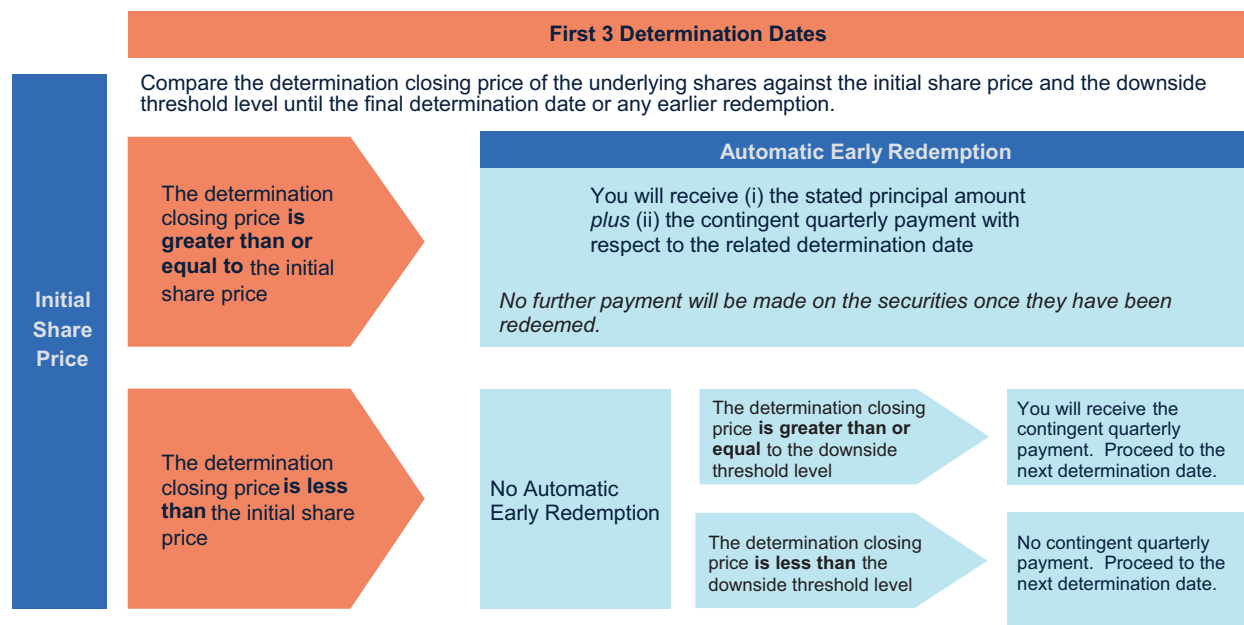 First 3 Determination Dates
Compare the determination closing price of the underlying shares against the initial share price and the downside
threshold level until the final determination date or any earlier redemption.
Initial
Share
Price
The determination
closing price is
greater than or
equal to the initial
share price
Automatic Early Redemption
You will receive (i) the stated principal amount
plus (ii) the contingent quarterly payment with
respect to the related determination date
No further payment will be made on the securities once they have been
redeemed.
The determination
closing price is less
than the initial share
price
No Automatic
Early Redemption
The determination closing
price is greater than or
equal to the downside
threshold level
You will receive the
contingent quarterly
payment. Proceed to the
next determination date.
The determination closing
price is less than the
downside threshold level
No contingent quarterly
payment. Proceed to the
next determination date.